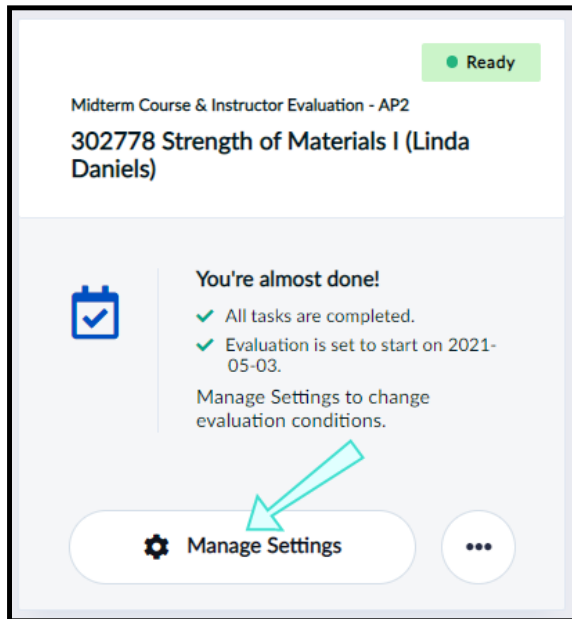 Ready
Midterm Course & Instructor Evaluation - AP2
302778 Strength of Materials I (Linda
Daniels)
You're almost done!
All tasks are completed.
Evaluation is set to start on 2021-
05-03.
Manage Settings to change
evaluation conditions.
Manage Settings